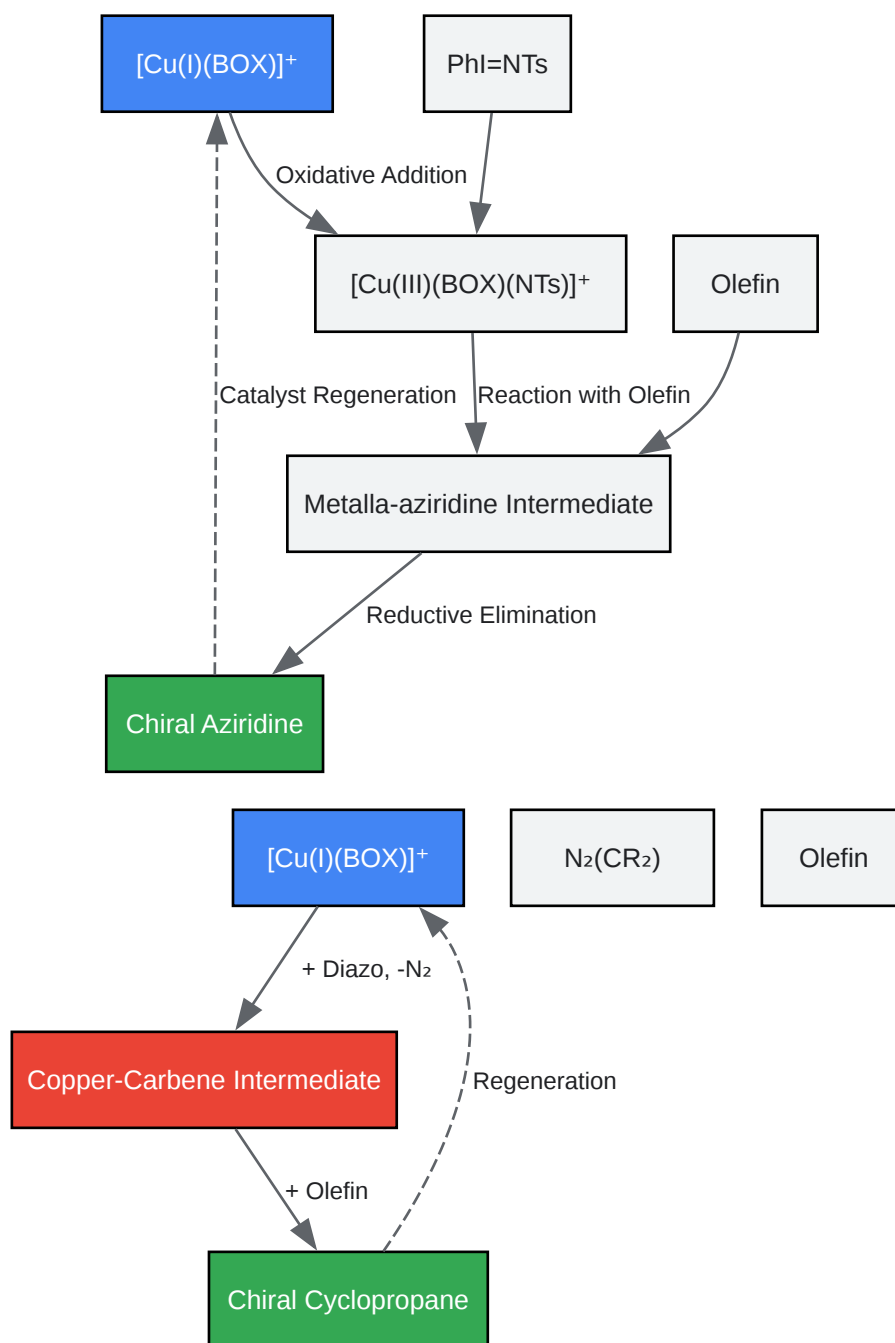 [Cu(I)(BOX)]⁺
PhI=NTs
Oxidative Addition
[Cu(III)(BOX)(NTs)]⁺
Olefin
Catalyst Regeneration
Reaction with Olefin
Metalla-aziridine Intermediate
Reductive Elimination
Chiral Aziridine
[Cu(I)(BOX)]⁺
N₂(CR₂)
Olefin
+ Diazo, -N₂
Copper-Carbene Intermediate
Regeneration
+ Olefin
Chiral Cyclopropane